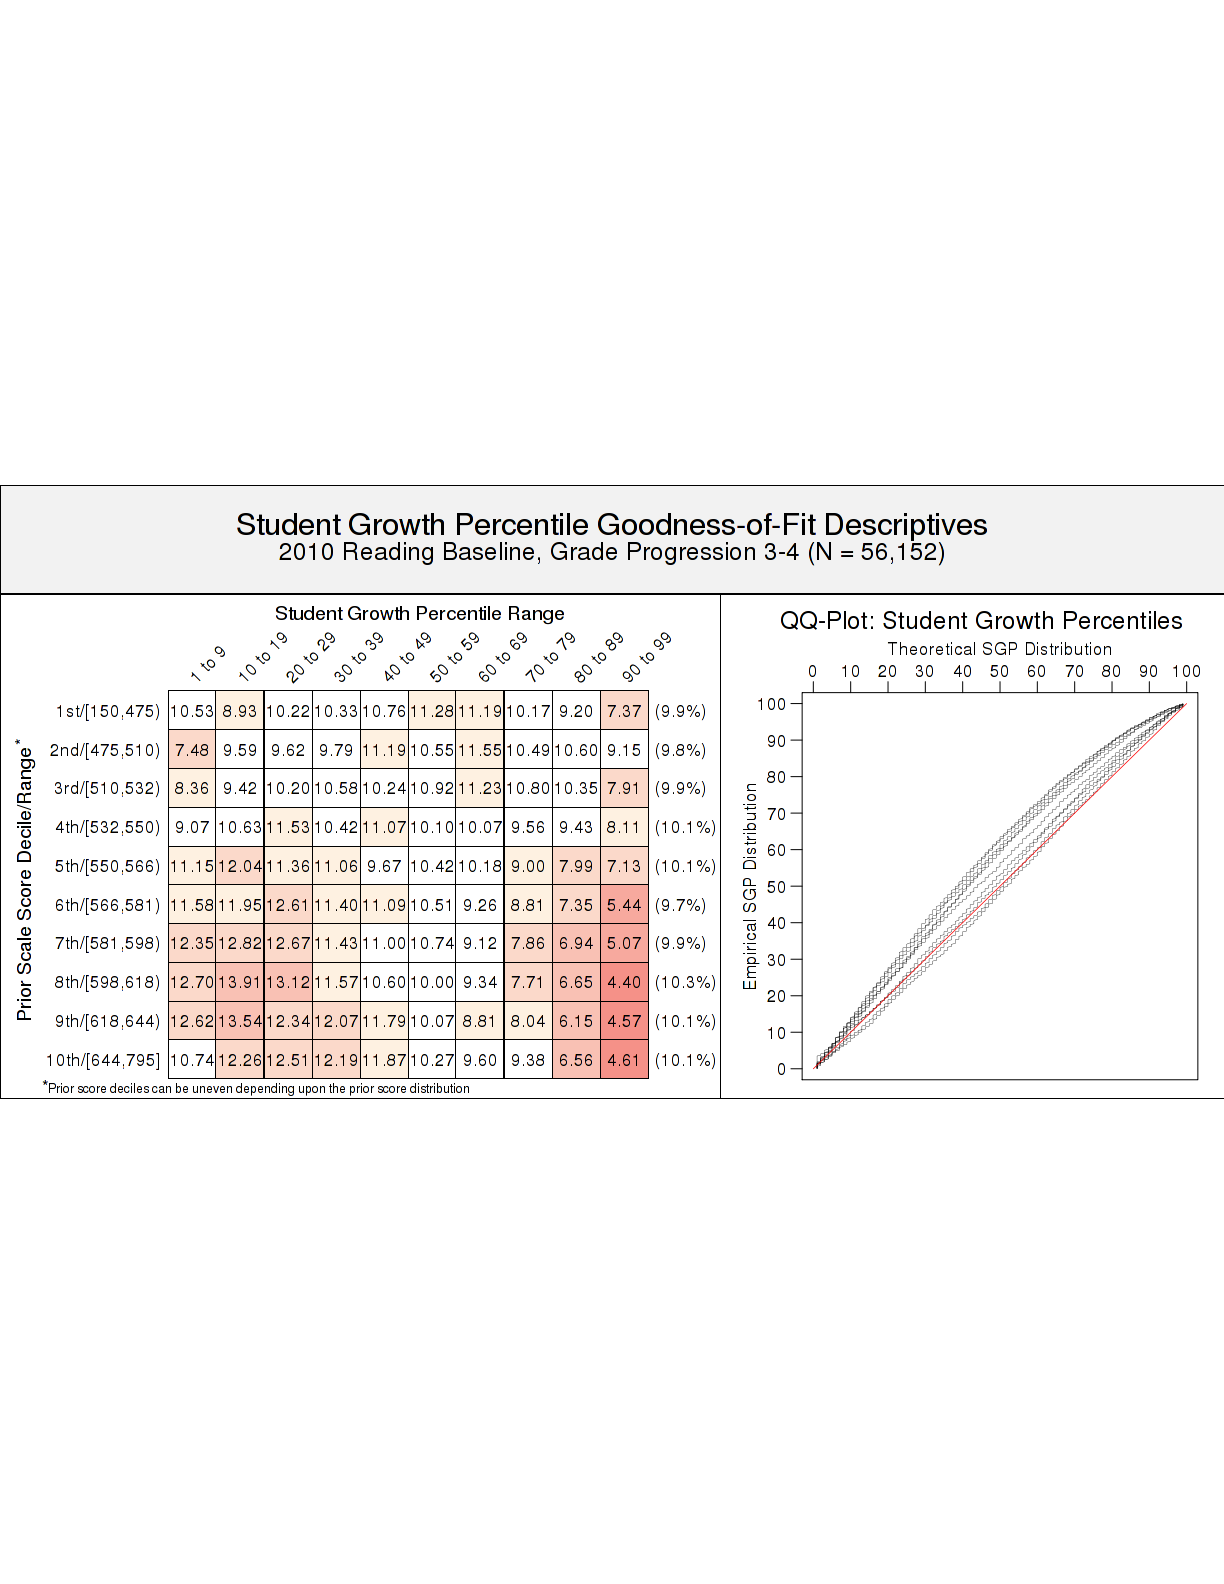 Student Growth Percentile Goodness-of-Fit Descriptives
2010 Reading Baseline, Grade Progression 3-4 (N = 56,152)
Student Growth Percentile Range
1 to 9 10 to 19 20 to 29 30 to 39 40 to 49 50 to 59 60 to 69 70 to 79 80 to 89 90 to 99
Prior Scale Score Decile/Range*
1st/[150,475) 10.53 8.93 10.22 10.33 10.76 11.28 11.19 10.17 9.20 7.37 (9.9%)
2nd/[475,510) 7.48 9.59 9.62 9.79 11.19 10.55 11.55 10.49 10.60 9.15 (9.8%)
3rd/[510,532) 8.36 9.42 10.20 10.58 10.24 10.92 11.23 10.80 10.35 7.91 (9.9%)
4th/[532,550) 9.07 10.63 11.53 10.42 11.07 10.10 10.07 9.56 9.43 8.11 (10.1%)
5th/[550,566) 11.15 12.04 11.36 11.06 9.67 10.42 10.18 9.00 7.99 7.13 (10.1%)
6th/[566,581) 11.58 11.95 12.61 11.40 11.09 10.51 9.26 8.81 7.35 5.44 (9.7%)
7th/[581,598) 12.35 12.82 12.67 11.43 11.00 10.74 9.12 7.86 6.94 5.07 (9.9%)
8th/[598,618) 12.70 13.91 13.12 11.57 10.60 10.00 9.34 7.71 6.65 4.40 (10.3%)
9th/[618,644) 12.62 13.54 12.34 12.07 11.79 10.07 8.81 8.04 6.15 4.57 (10.1%)
10th/[644,795] 10.74 12.26 12.51 12.19 11.87 10.27 9.60 9.38 6.56 4.61 (10.1%)
*Prior score deciles can be uneven depending upon the prior score distribution
QQ-Plot: Student Growth Percentiles
Theoretical SGP Distribution
0 10 20 30 40 50 60 70 80 90 100
Empirical SGP Distribution
100
90
80
70
60
50
40
30
20
10
0